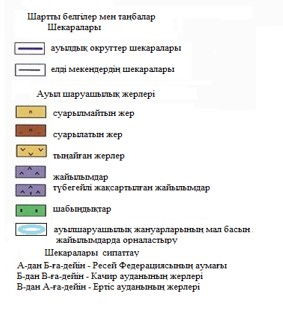 Шартты белгілер мен таңбалар
Шекаралары
ауылдық округтер шекаралары
елді мекендердің шекаралары
Ауыл шаруашылық жерлері
суарылмайтын жер
суарылатын жер
тыңайған жерлер
жайылымдар
түбегейлі жақсартылған жайылымдар
шабындықтар
ауылшаруашылық жануарларының мал басын
жайылымдарда орналастыру
Шекаралары сипаттау
А-дан Б-ға-дейін - Ресей Федерациясының аумағы
Б-дан В-ға-дейін - Качир ауданының жерлері
В-дан А-ға-дейін - Ертіс ауданының жерлері